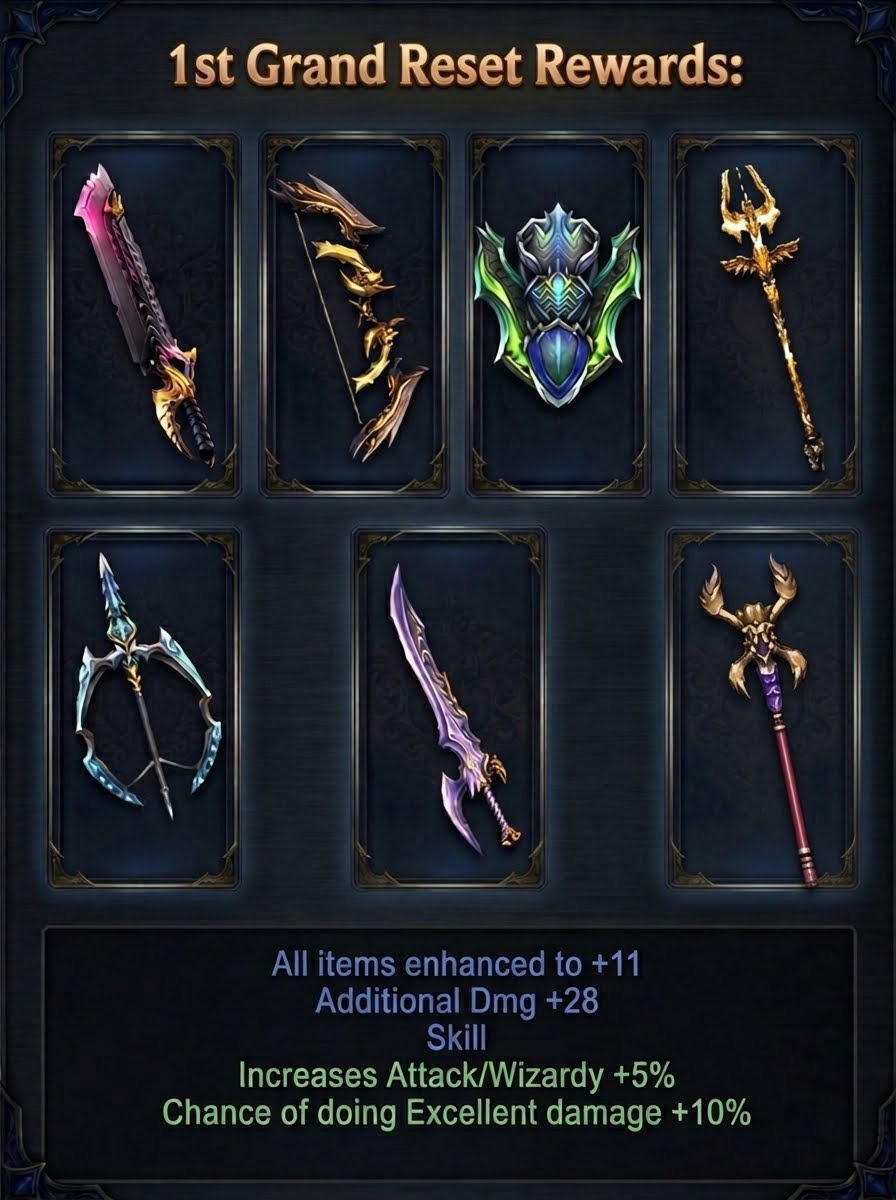 1st Grand Reset Rewards:
All items enhanced to +11
Additional Dmg +28
Skill
Increases Attack/Wizardy +5%
Chance of doing Excellent damage +10%